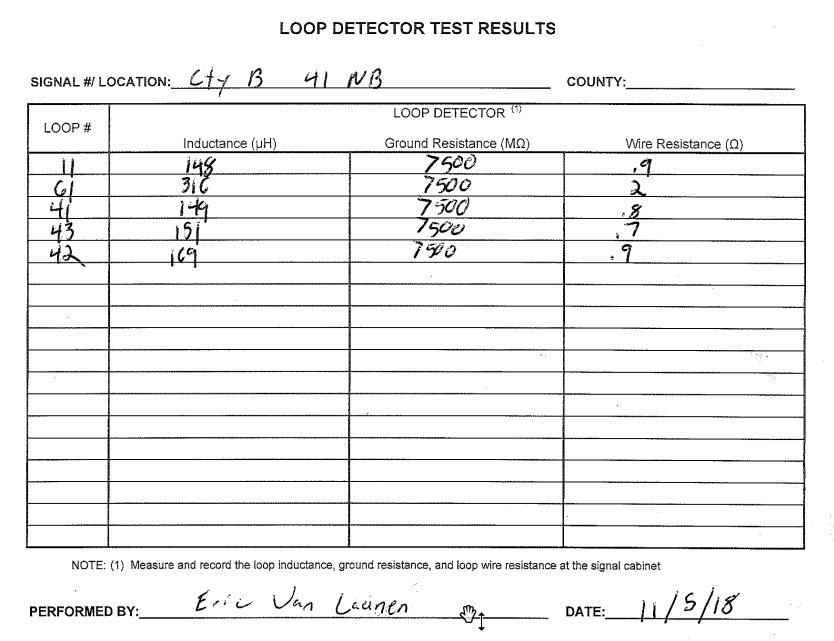 LOOP DETECTOR TEST RESULTS
SIGNAL #/ LOCATION: Cty B 41 NB COUNTY:
LOOP # LOOP DETECTOR (1)
Inductance (µH) Ground Resistance (MΩ) Wire Resistance (Ω)
11 148 7500 .9
61 316 7500 2
41 149 7500 .8
43 151 7500 .7
42 169 7500 .9
NOTE: (1) Measure and record the loop inductance, ground resistance, and loop wire resistance at the signal cabinet
PERFORMED BY: Eric Van Laanen DATE: 11/5/18